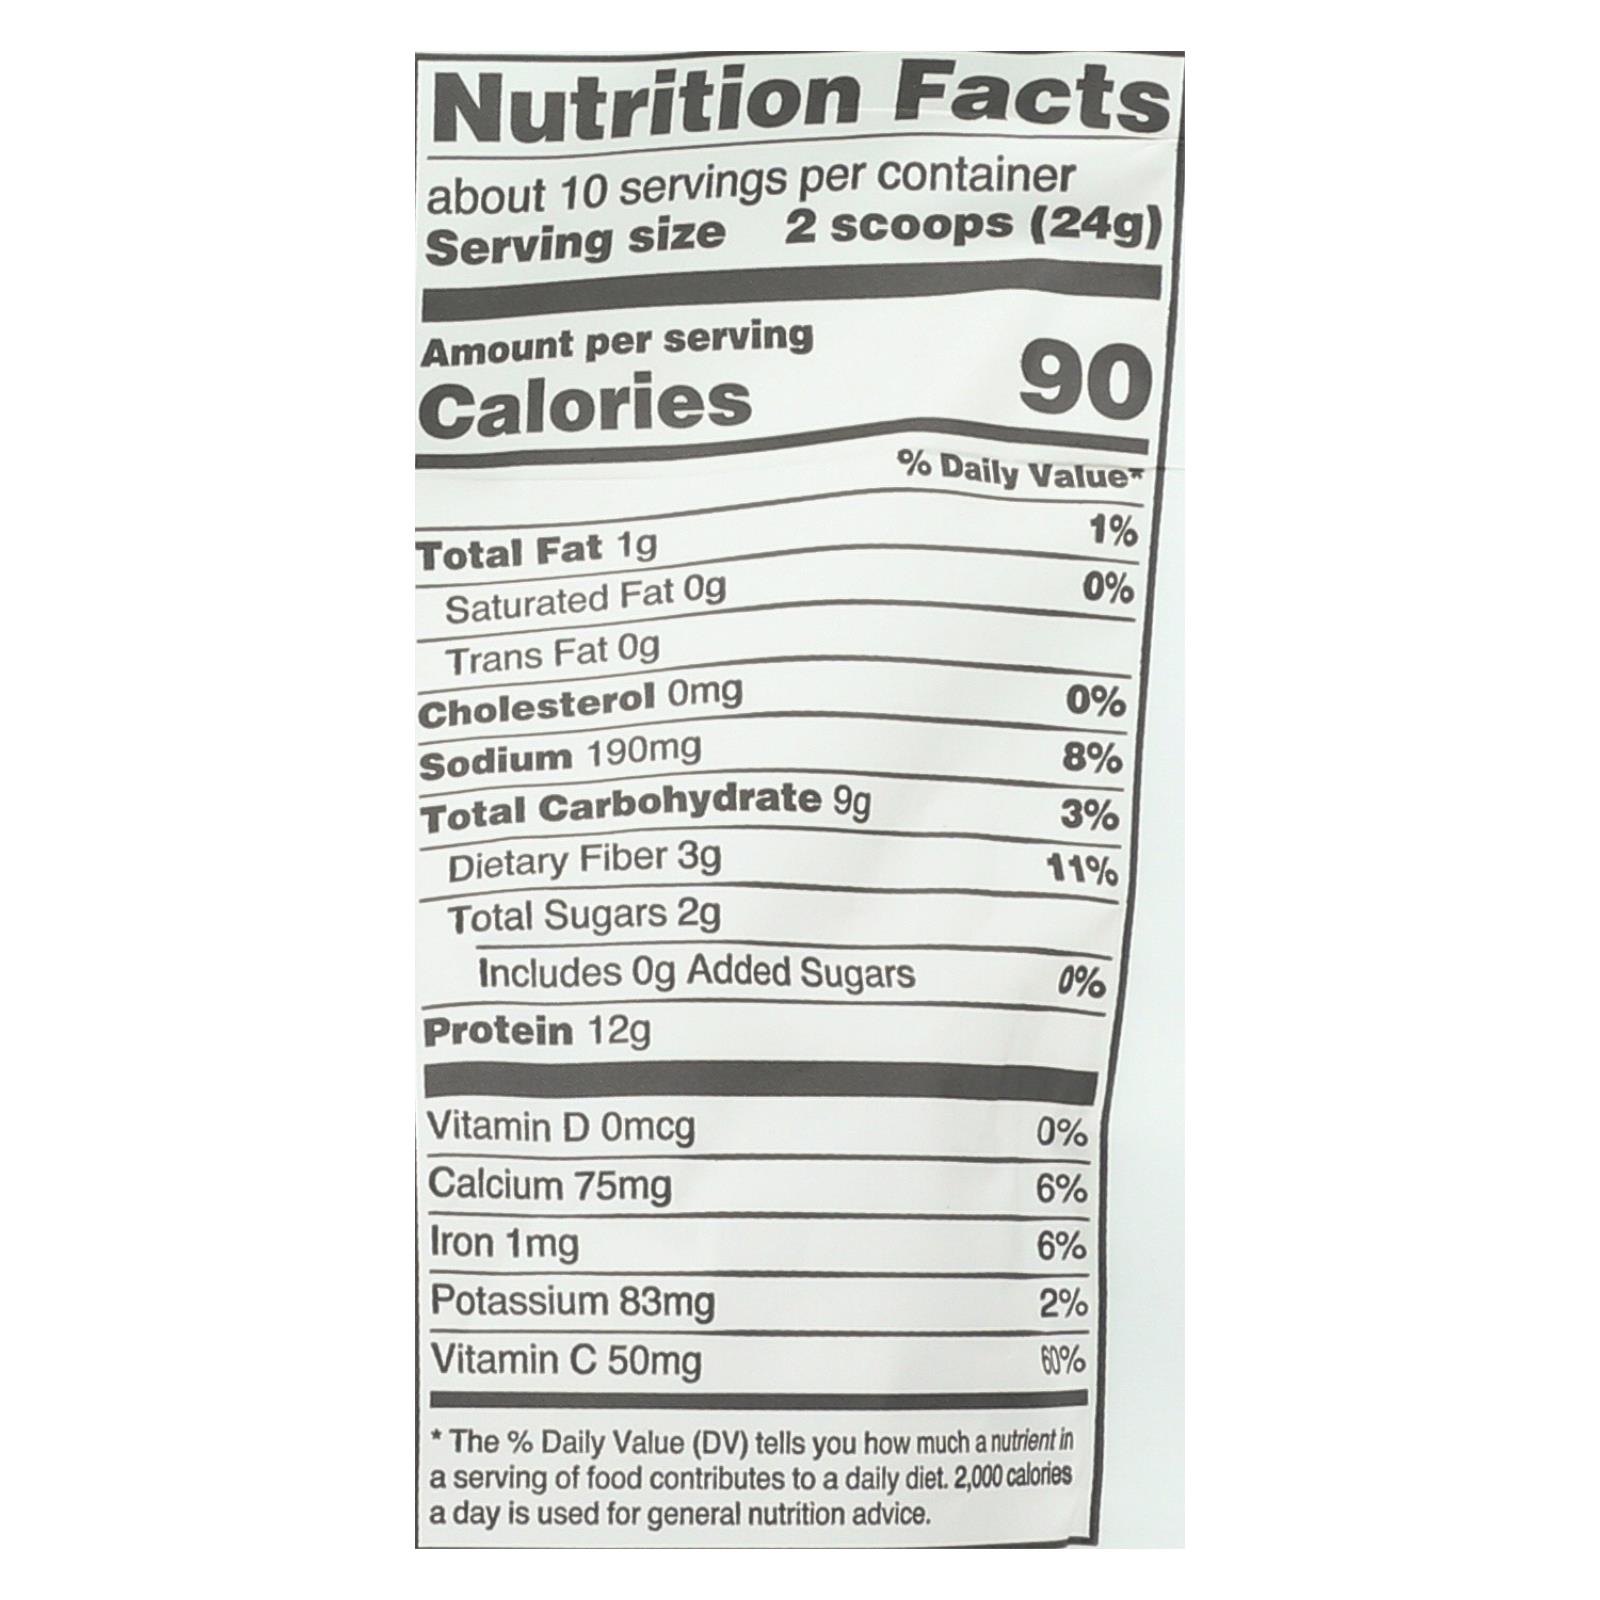 Nutrition Facts
about 10 servings per container
Serving size 2 scoops (24g)
Amount per serving
Calories 90
% Daily Value*
Total Fat 1g 1%
Saturated Fat 0g 0%
Trans Fat 0g
Cholesterol 0mg 0%
Sodium 190mg 8%
Total Carbohydrate 9g 3%
Dietary Fiber 3g 11%
Total Sugars 2g
Includes 0g Added Sugars 0%
Protein 12g
Vitamin D 0mcg 0%
Calcium 75mg 6%
Iron 1mg 6%
Potassium 83mg 2%
Vitamin C 50mg 60%
* The % Daily Value (DV) tells you how much a nutrient in
a serving of food contributes to a daily diet. 2,000 calories
a day is used for general nutrition advice.